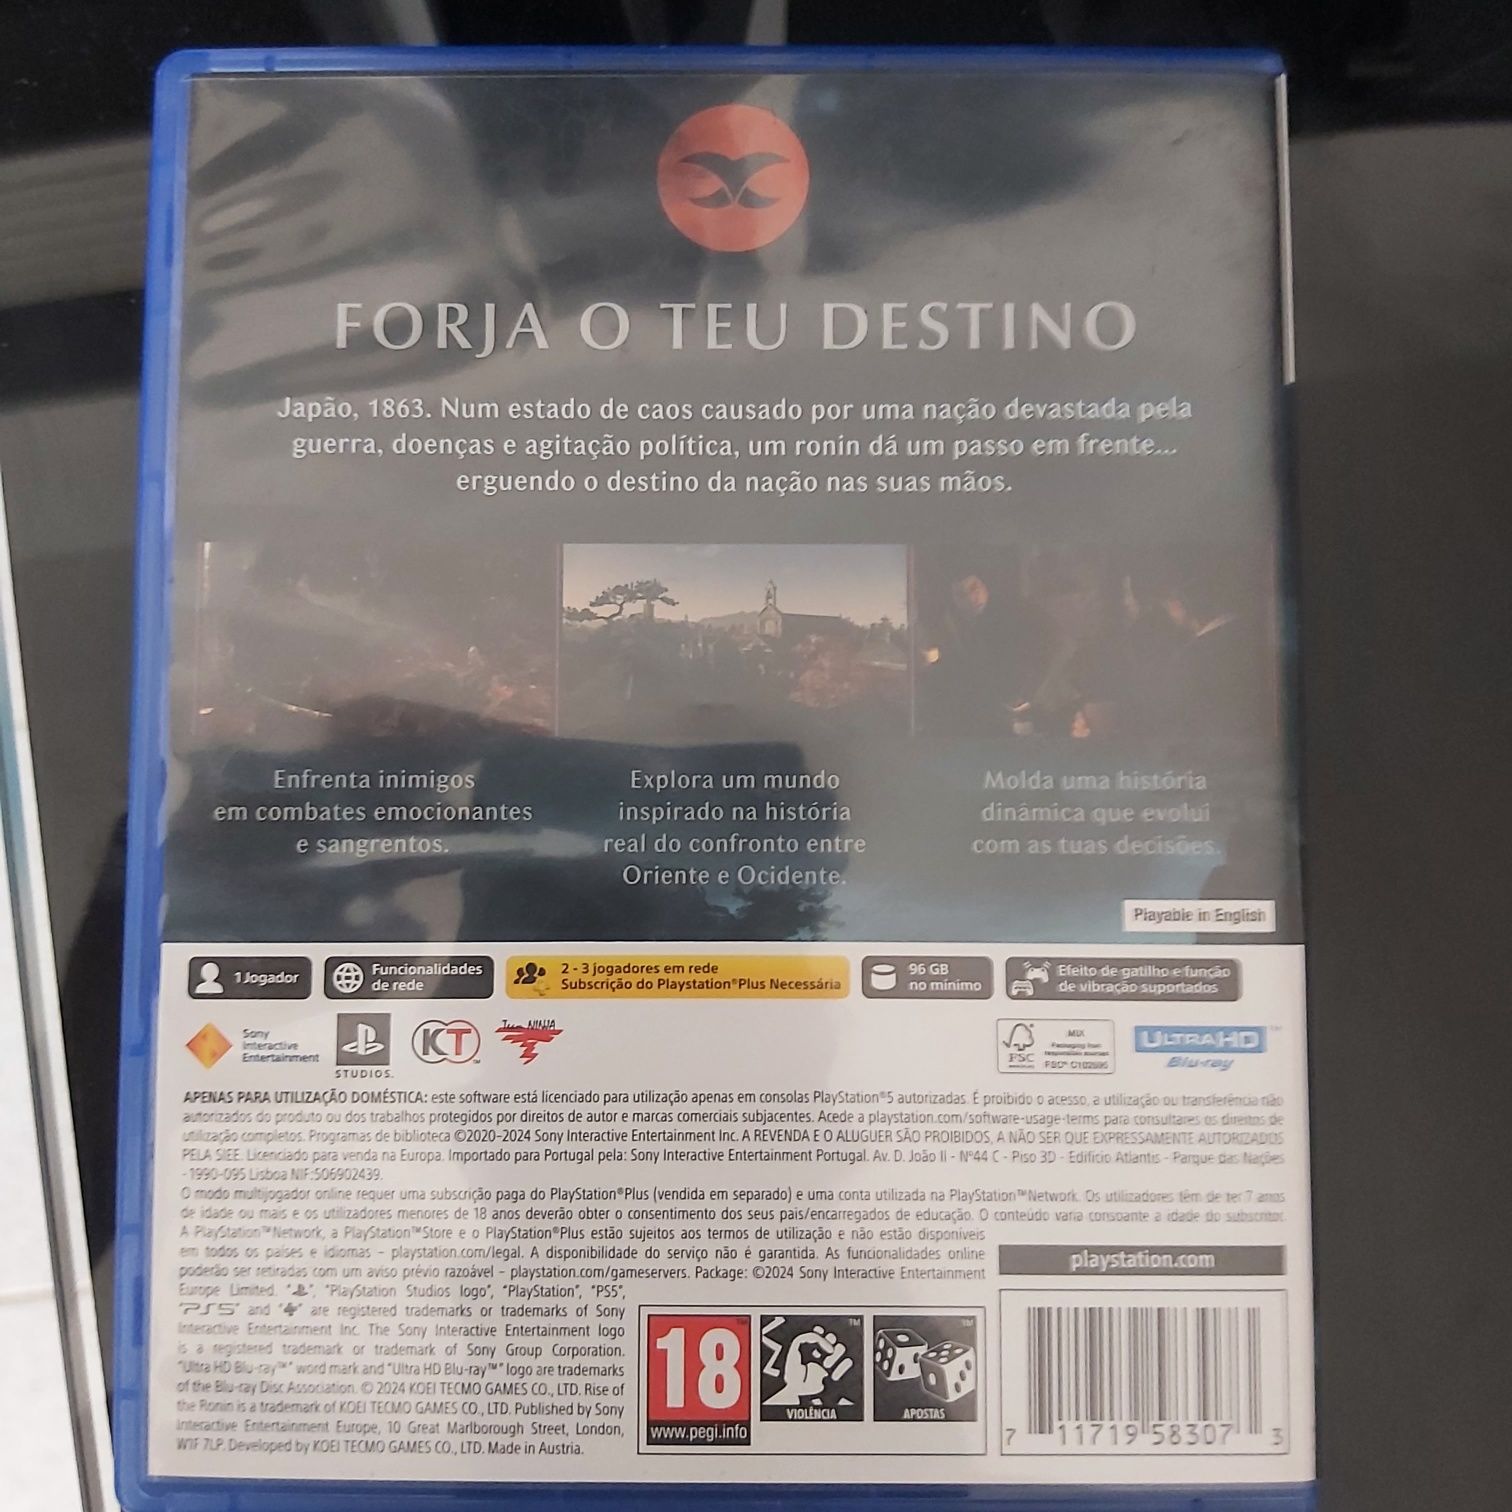 FORJA O TEU DESTINO
Japão, 1863. Num estado de caos causado por uma nação devastada pela
guerra, doenças e agitação política, um ronin dá um passo em frente...
erguendo o destino da nação nas suas mãos.
Enfrenta inimigos
em combates emocionantes
e sangrentos.
Explora um mundo
inspirado na história
real do confronto entre
Oriente e Ocidente.
Molda uma história
dinâmica que evolui
com as tuas decisões.
Playable in English
1 Jogador
Funcionalidades
de rede
2 - 3 jogadores em rede
Subscrição do Playstation®Plus Necessária
96 GB
no mínimo
Efeito de gatilho e função
de vibração suportados
Sony
Interactive
Entertainment
STUDIOS.
KT
Team NINJA
FSC
MIX
Packaging from
responsible sources
ULTRA HD
Blu-ray
APENAS PARA UTILIZAÇÃO DOMÉSTICA: este software está licenciado para utilização apenas em consolas PlayStation®5 autorizadas. É proibido o acesso, a utilização ou transferência não
autorizados do produto ou dos trabalhos protegidos por direitos de autor e marcas comerciais subjacentes. Acede a playstation.com/software-usage-terms para consultares os direitos de
utilização completos. Programas de biblioteca ©2020-2024 Sony Interactive Entertainment Inc. A REVENDA E O ALUGUER SÃO PROIBIDOS, A NÃO SER QUE EXPRESSAMENTE AUTORIZADOS
PELA SIEE. Licenciado para venda na Europa. Importado para Portugal pela: Sony Interactive Entertainment Portugal. Av. D. João II - Nº44 C - Piso 3D - Edifício Atlantis - Parque das Nações
- 1990-095 Lisboa NIF:506902439.
O modo multijogador online requer uma subscrição paga do PlayStation®Plus (vendida em separado) e uma conta utilizada na PlayStation™Network. Os utilizadores têm de ter 7 anos
de idade ou mais e os utilizadores menores de 18 anos deverão obter o consentimento dos seus pais/encarregados de educação. O conteúdo varia consoante a idade do subscritor.
A PlayStation™Network, a PlayStation™Store e o PlayStation®Plus estão sujeitos aos termos de utilização e não estão disponíveis
em todos os países e idiomas – playstation.com/legal. A disponibilidade do serviço não é garantida. As funcionalidades online
poderão ser retiradas com um aviso prévio razoável – playstation.com/gameservers. Package: ©2024 Sony Interactive Entertainment
Europe Limited. "", "PlayStation Studios logo", "PlayStation", "PS5",
"PS5" and "" are registered trademarks or trademarks of Sony
Interactive Entertainment Inc. The Sony Interactive Entertainment logo
is a registered trademark or trademark of Sony Group Corporation.
"Ultra HD Blu-ray™" word mark and "Ultra HD Blu-ray™" logo are trademarks
of the Blu-ray Disc Association. © 2024 KOEI TECMO GAMES CO., LTD. Rise of
the Ronin is a trademark of KOEI TECMO GAMES CO., LTD. Published by Sony
Interactive Entertainment Europe, 10 Great Marlborough Street, London,
W1F 7LP. Developed by KOEI TECMO GAMES CO., LTD. Made in Austria.
playstation.com
18
www.pegi.info
VIOLÊNCIA
APOSTAS
7 11719 58307 3